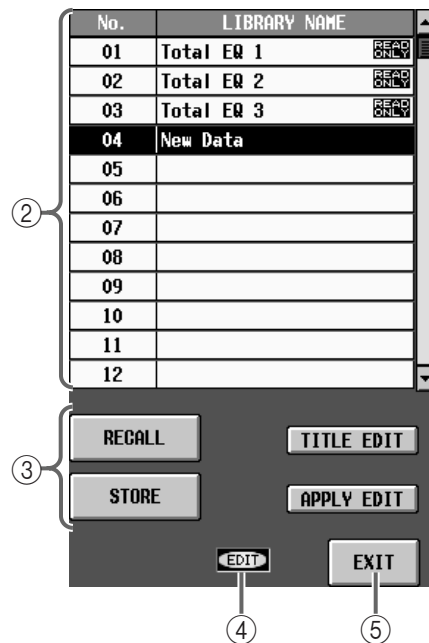 No. LIBRARY NAME
01 Total EQ 1 READ ONLY
02 Total EQ 2 READ ONLY
03 Total EQ 3 READ ONLY
04 New Data
05
06
07
08
09
10
11
12
②
RECALL TITLE EDIT
③
STORE APPLY EDIT
EDIT EXIT
④ ⑤